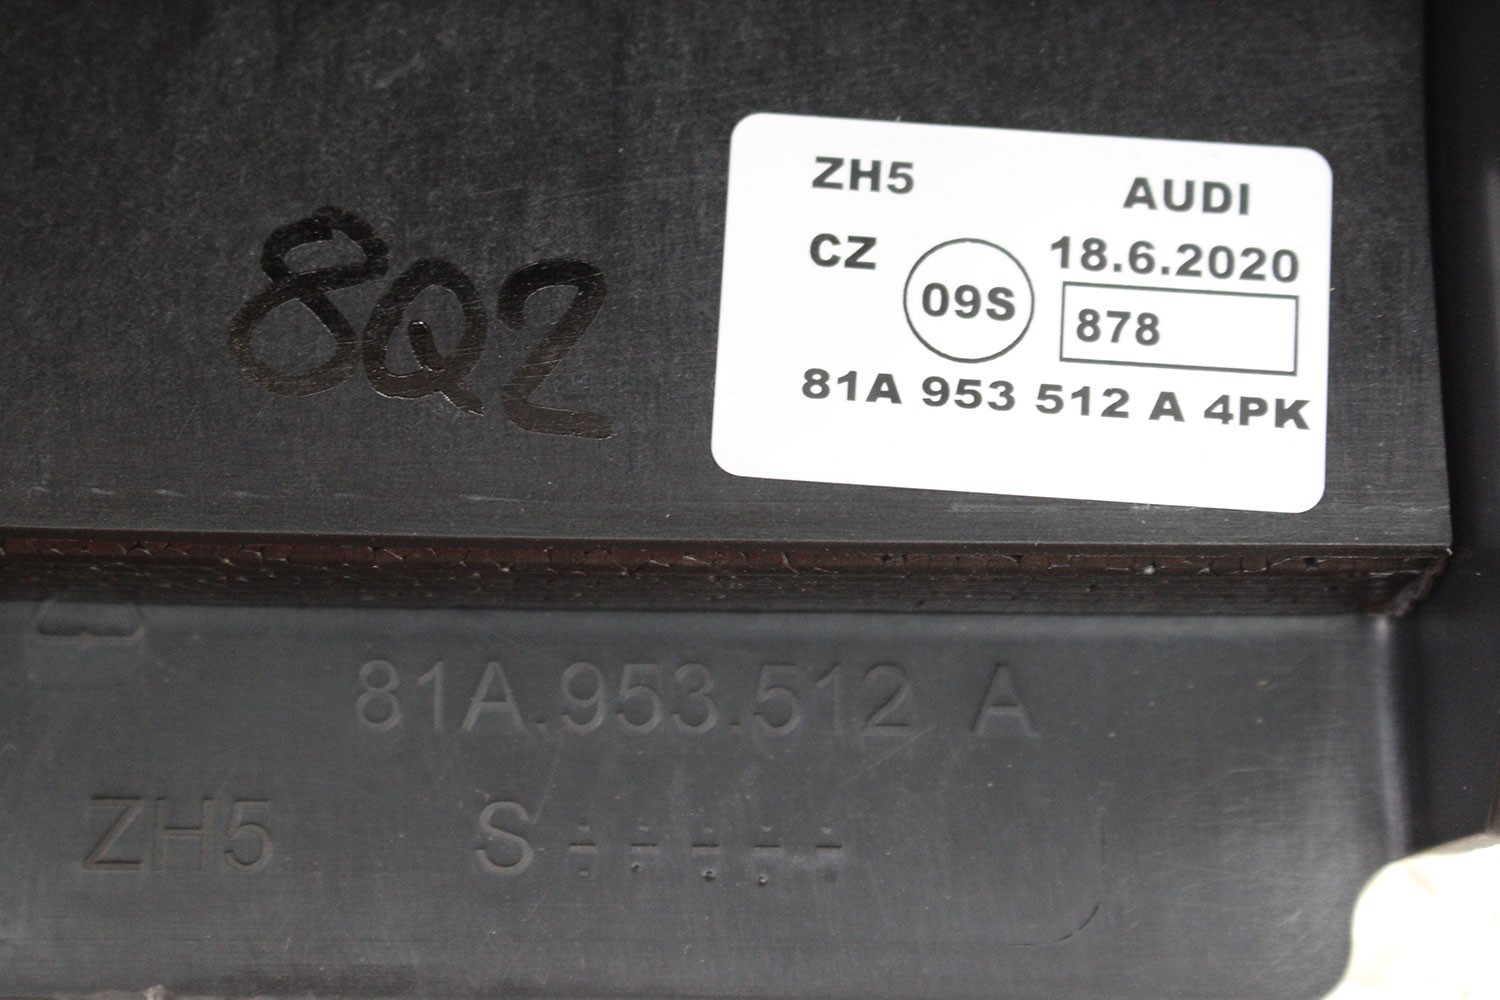 8Q2
ZH5 AUDI
CZ 09S 18.6.2020
878
81A 953 512 A 4PK
81A.953.512 A
ZH5 S